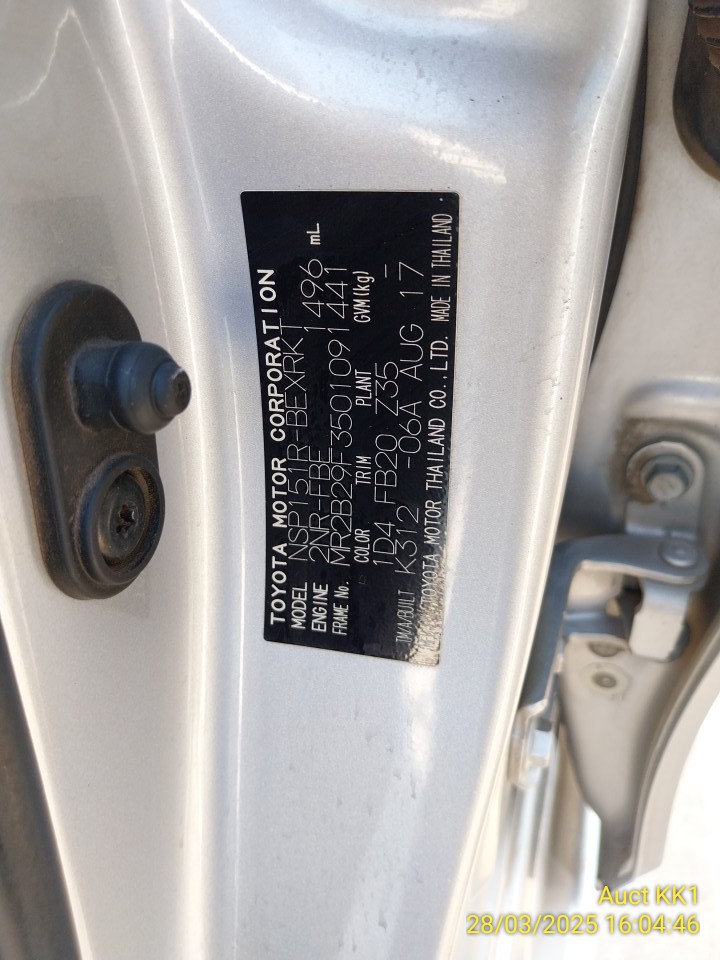 TOYOTA MOTOR CORPORATION
MODEL NSP151R-BEXRKT
ENGINE 2NR-FBE 1496 mL
FRAME No. MR2B29F3501091441
COLOR TRIM PLANT GVM(kg)
1D4 FB20 Z35 -
TM/A/BUILT K312 -06A AUG 17
TOYOTA MOTOR THAILAND CO.,LTD. MADE IN THAILAND
Auct KK1
28/03/2025 16:04:46